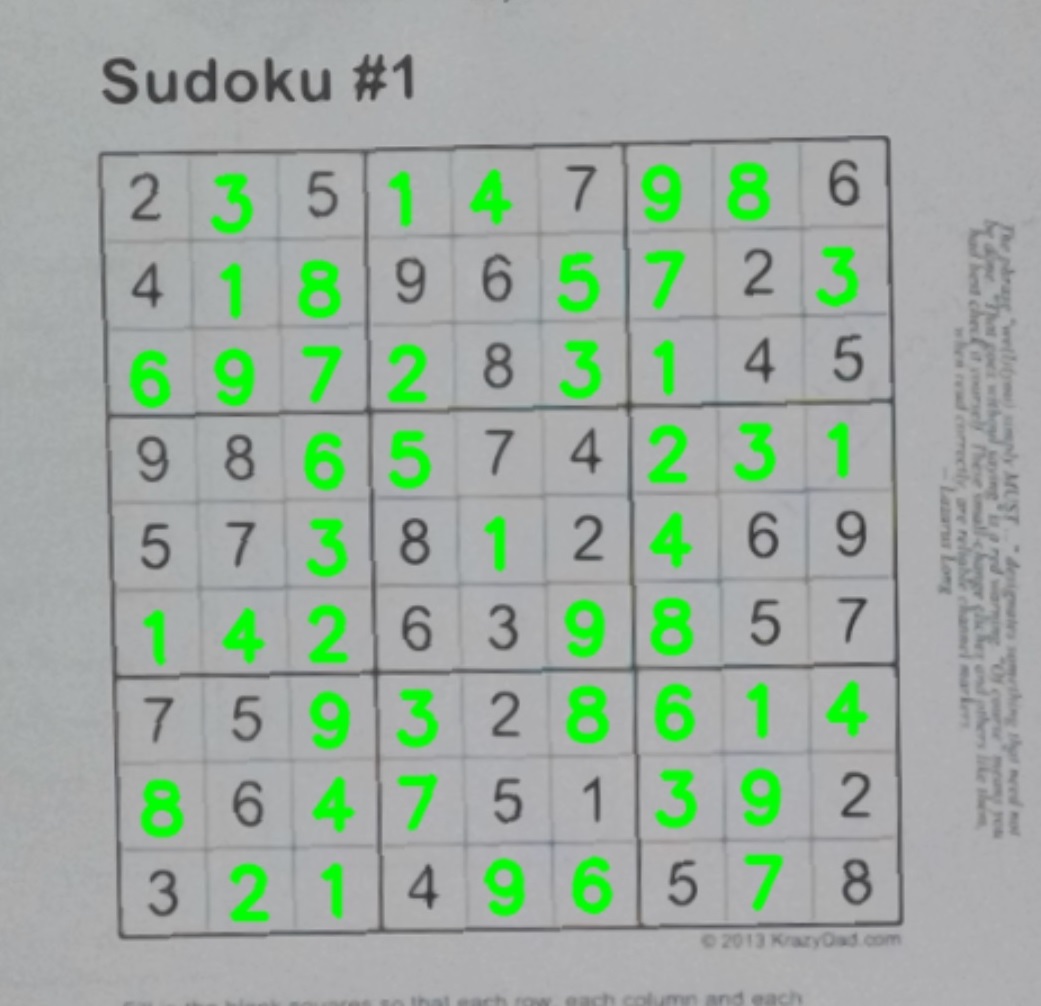 Sudoku #1
2 3 5 1 4 7 9 8 6
4 1 8 9 6 5 7 2 3
6 9 7 2 8 3 1 4 5
9 8 6 5 7 4 2 3 1
5 7 3 8 1 2 4 6 9
1 4 2 6 3 9 8 5 7
7 5 9 3 2 8 6 1 4
8 6 4 7 5 1 3 9 2
3 2 1 4 9 6 5 7 8
© 2013 KrazyDad.com
Fill in the blank squares so that each row, each column and each
The phrase "we (I) (you) simply MUST..." designates something that need not
be done. "That goes without saying" is a red warning. "Of course" means you
had best check it yourself. These small-change clichés and others like them,
when read correctly, are reliable channel markers.
-- Lazarus Long